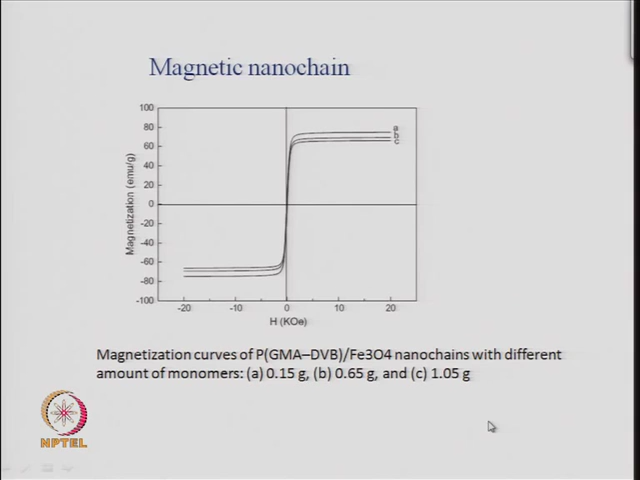 Magnetic nanochain
100
80
60
40
20
0
-20
-40
-60
-80
-100
Magnetization (emu/g)
a
b
c
-20
-10
0
10
20
H (KOe)
Magnetization curves of P(GMA–DVB)/Fe3O4 nanochains with different
amount of monomers: (a) 0.15 g, (b) 0.65 g, and (c) 1.05 g
NPTEL